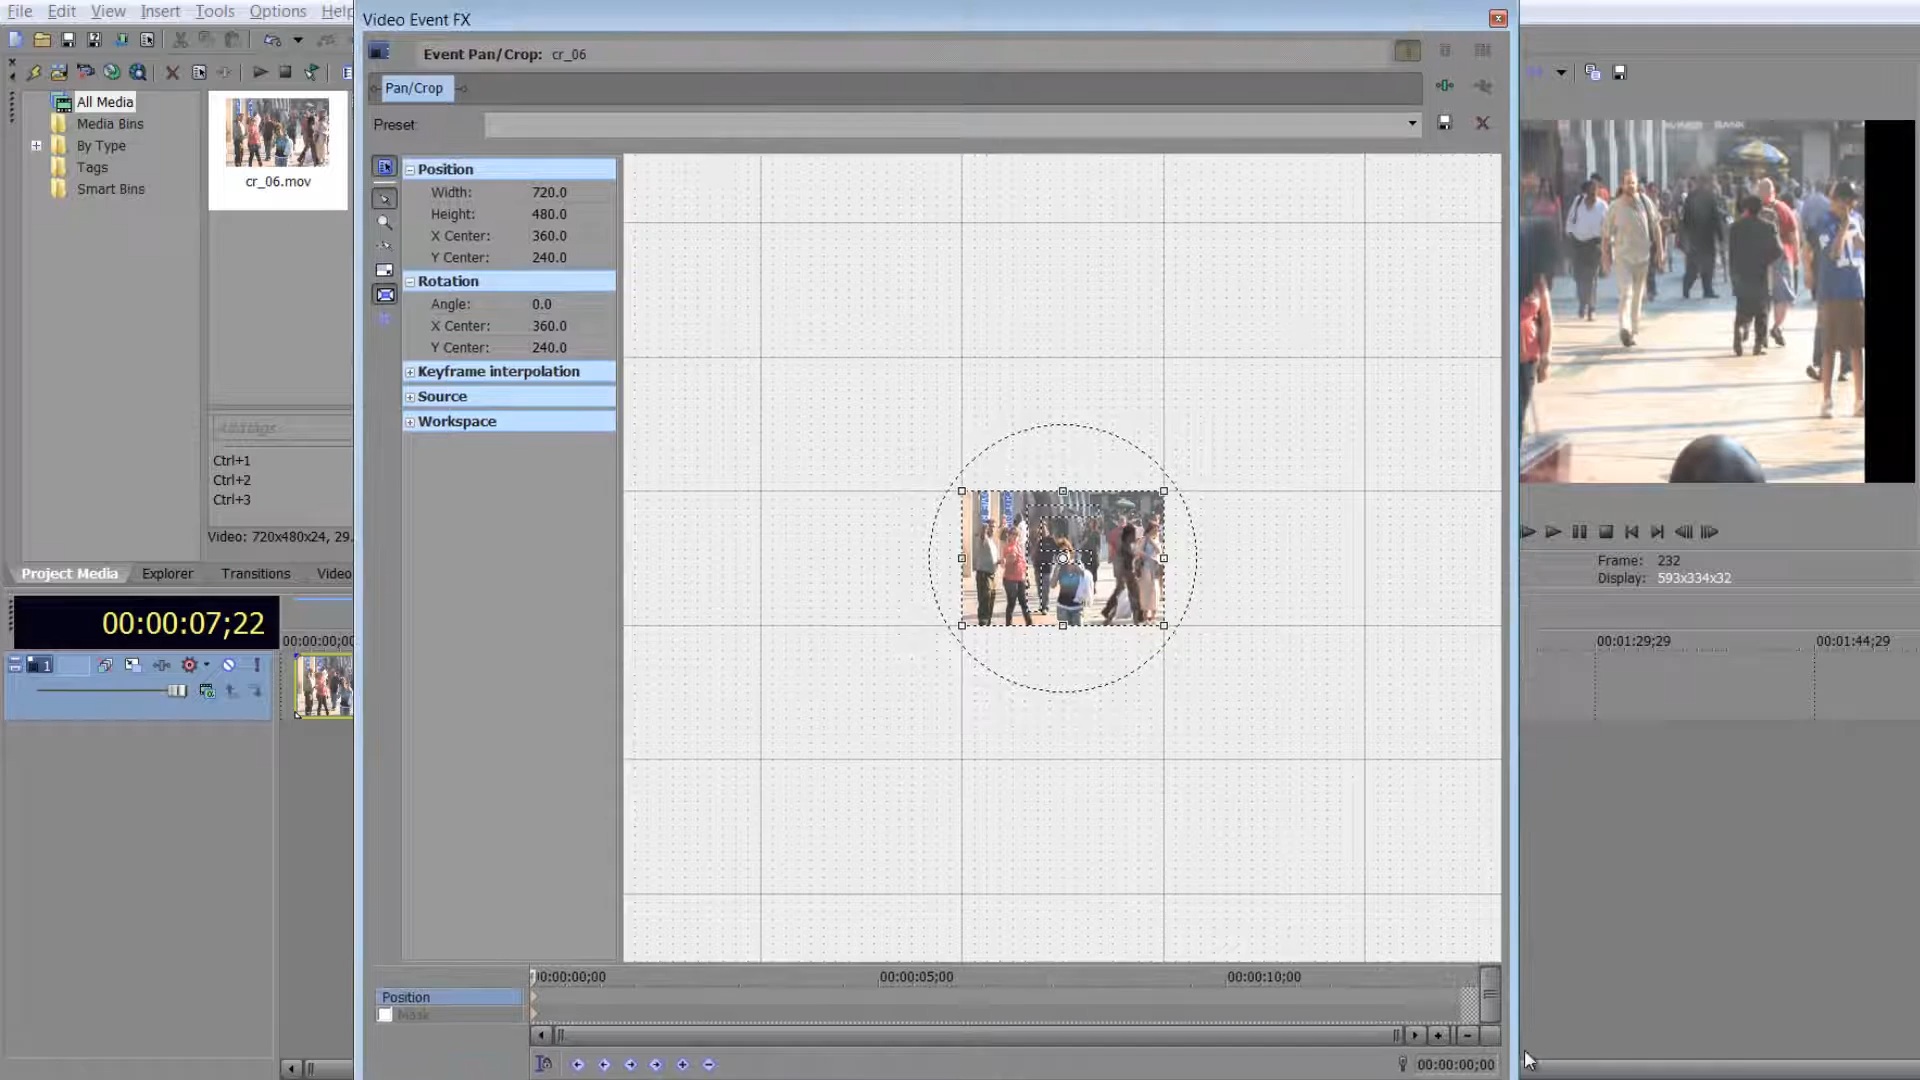 File Edit View Insert Tools Options Help
Video Event FX
Event Pan/Crop: cr_06
Pan/Crop
Preset:
All Media
Media Bins
By Type
Tags
Smart Bins
cr_06.mov
Ctrl+1
Ctrl+2
Ctrl+3
Video: 720x480x24, 29.
Project Media Explorer Transitions Video
Position
Width: 720.0
Height: 480.0
X Center: 360.0
Y Center: 240.0
Rotation
Angle: 0.0
X Center: 360.0
Y Center: 240.0
Keyframe interpolation
Source
Workspace
Frame: 232
Display: 593x334x32
00:00:07;22
00:00:00;00
1
00:01:29;29 00:01:44;29
00:00:00;00 00:00:05;00 00:00:10;00
Position
Mask
00:00:00;00